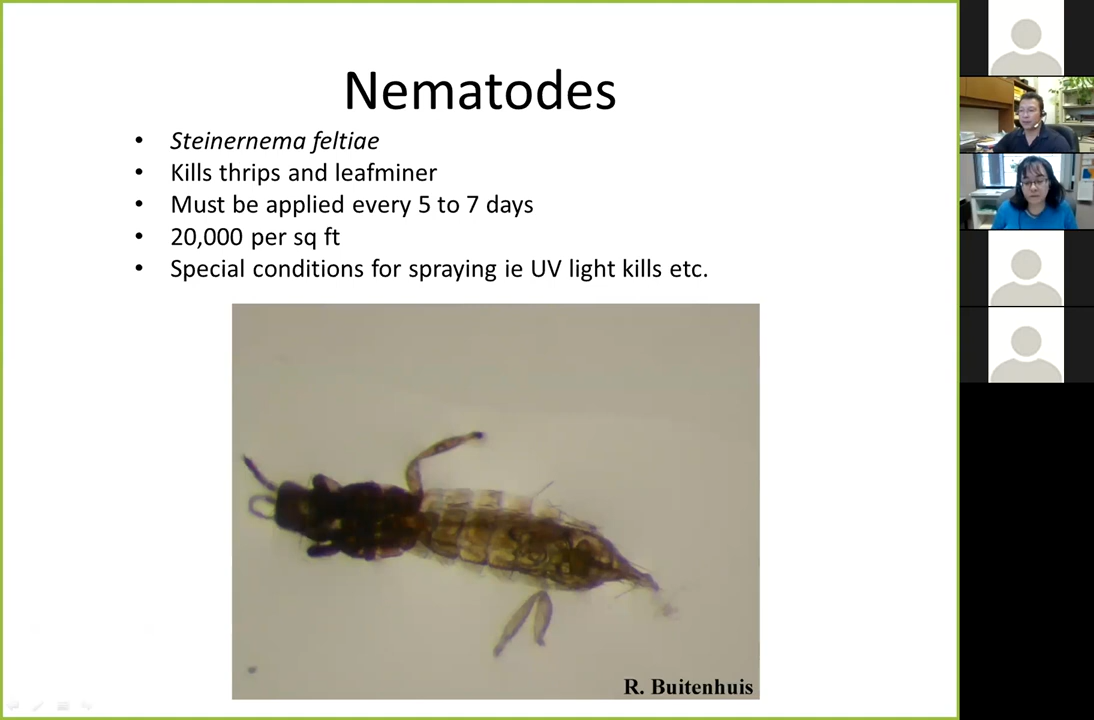 Nematodes
• Steinernema feltiae
• Kills thrips and leafminer
• Must be applied every 5 to 7 days
• 20,000 per sq ft
• Special conditions for spraying ie UV light kills etc.
R. Buitenhuis